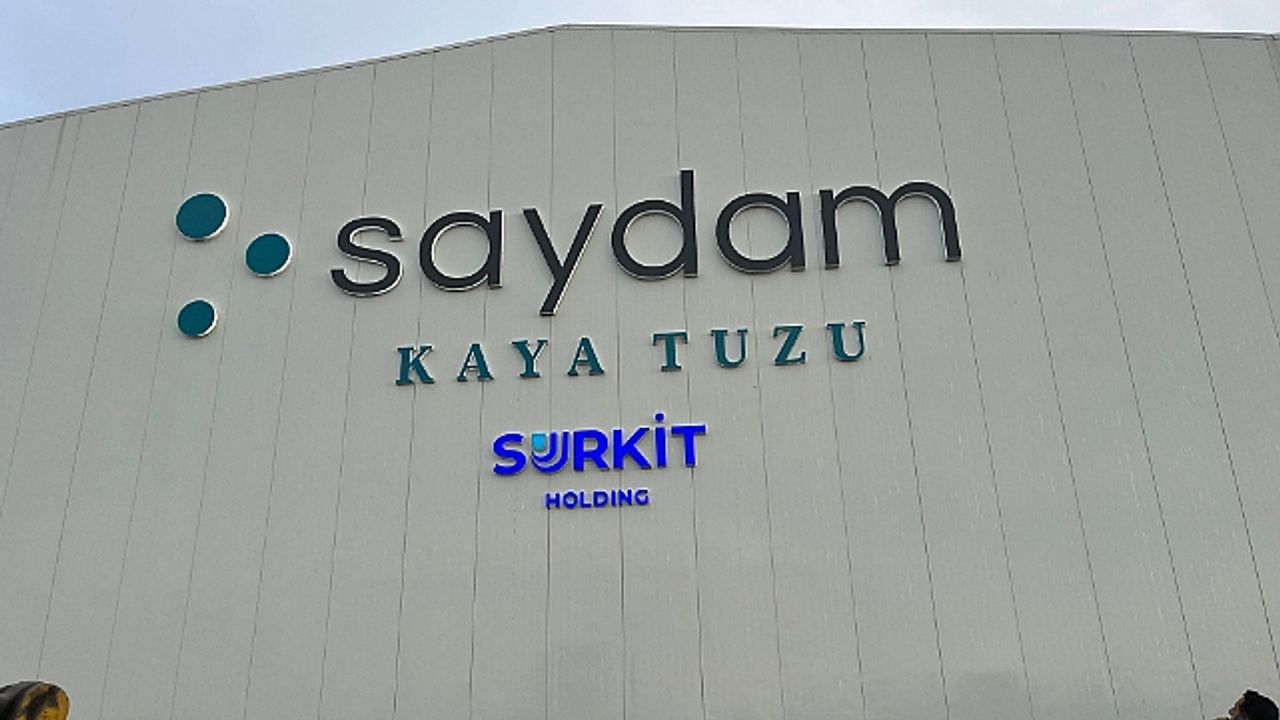 saydam
KAYA TUZU
SURKİT
HOLDING